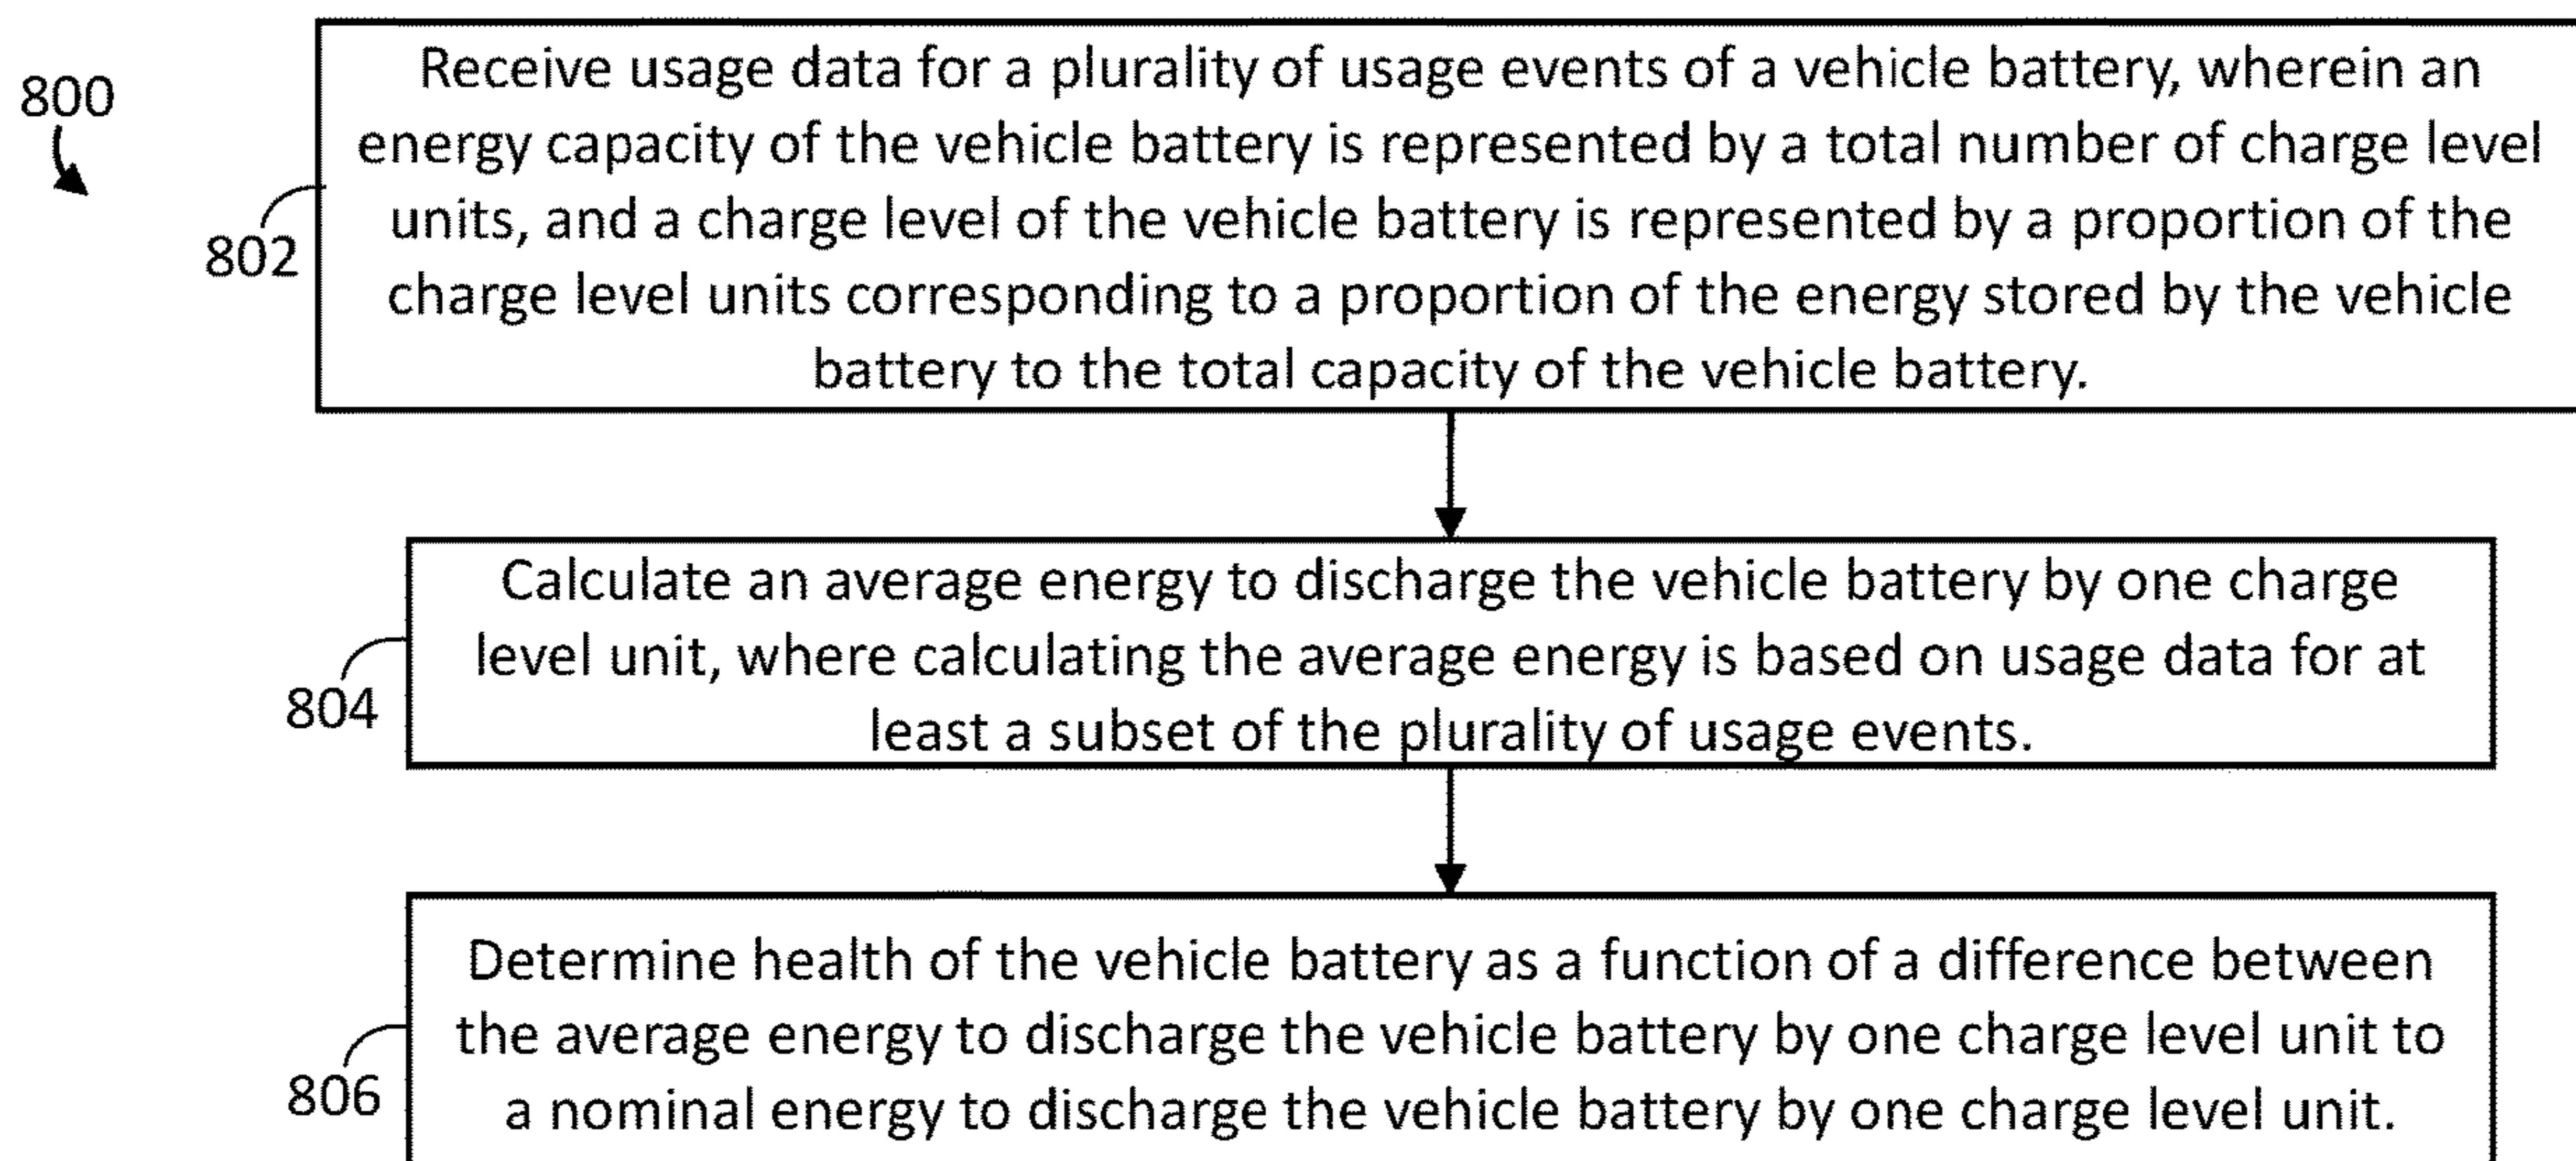 800
Receive usage data for a plurality of usage events of a vehicle battery, wherein an
energy capacity of the vehicle battery is represented by a total number of charge level
units, and a charge level of the vehicle battery is represented by a proportion of the
charge level units corresponding to a proportion of the energy stored by the vehicle
battery to the total capacity of the vehicle battery.
802
Calculate an average energy to discharge the vehicle battery by one charge
level unit, where calculating the average energy is based on usage data for at
least a subset of the plurality of usage events.
804
Determine health of the vehicle battery as a function of a difference between
the average energy to discharge the vehicle battery by one charge level unit to
a nominal energy to discharge the vehicle battery by one charge level unit.
806